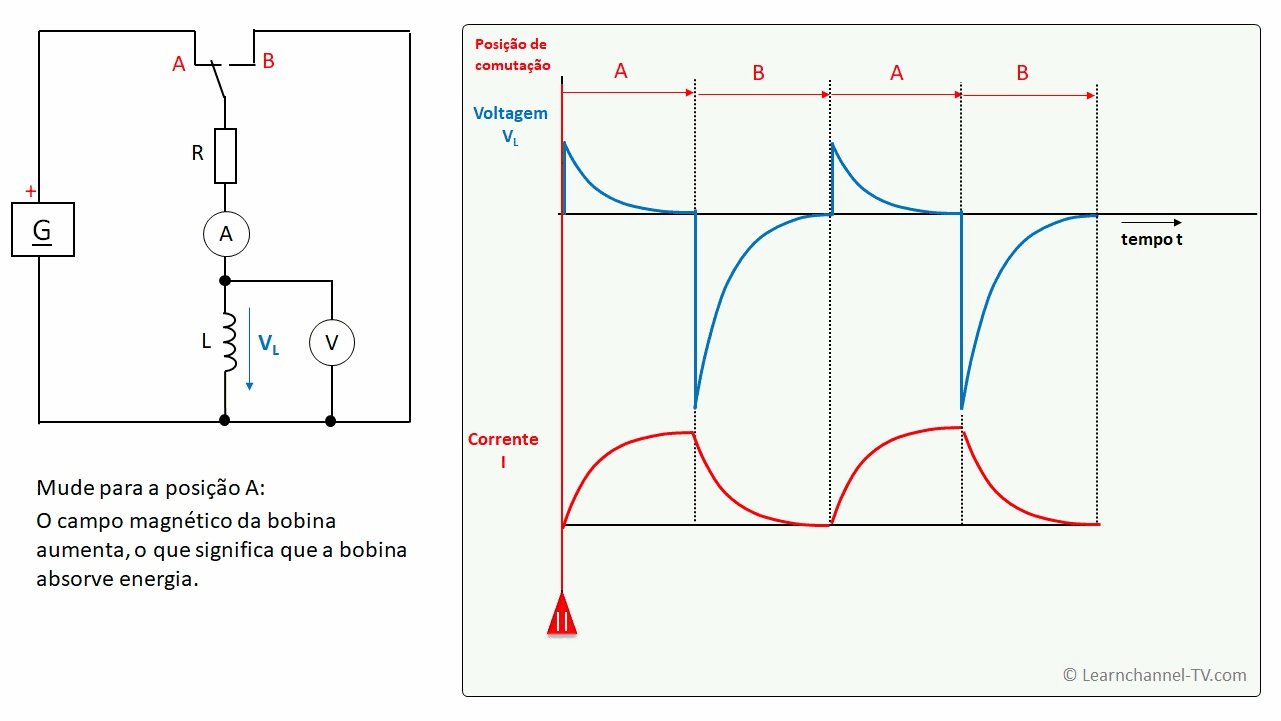 A
B
R
+
G
A
L
V_L
V
Mude para a posição A:
O campo magnético da bobina
aumenta, o que significa que a bobina
absorve energia.
Posição de
comutação
A
B
A
B
Voltagem
V_L
tempo t
Corrente
I
© Learnchannel-TV.com